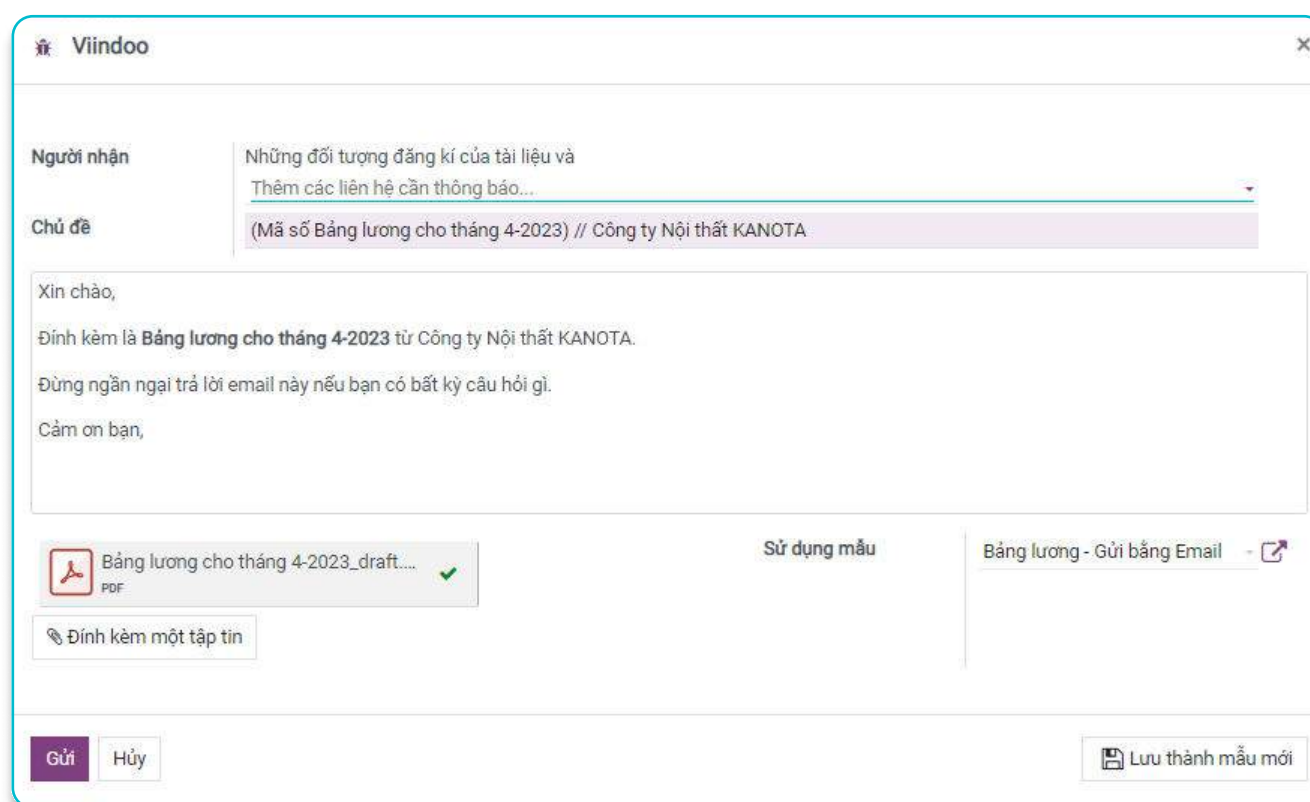 Viindoo
×
Người nhận
Những đối tượng đăng kí của tài liệu và
Thêm các liên hệ cần thông báo...
Chủ đề
(Mã số Bảng lương cho tháng 4-2023) // Công ty Nội thất KANOTA
Xin chào,
Đính kèm là Bảng lương cho tháng 4-2023 từ Công ty Nội thất KANOTA.
Đừng ngần ngại trả lời email này nếu bạn có bất kỳ câu hỏi gì.
Cảm ơn bạn,
Bảng lương cho tháng 4-2023_draft....
PDF
Sử dụng mẫu
Bảng lương - Gửi bằng Email
Đính kèm một tập tin
Gửi
Hủy
Lưu thành mẫu mới